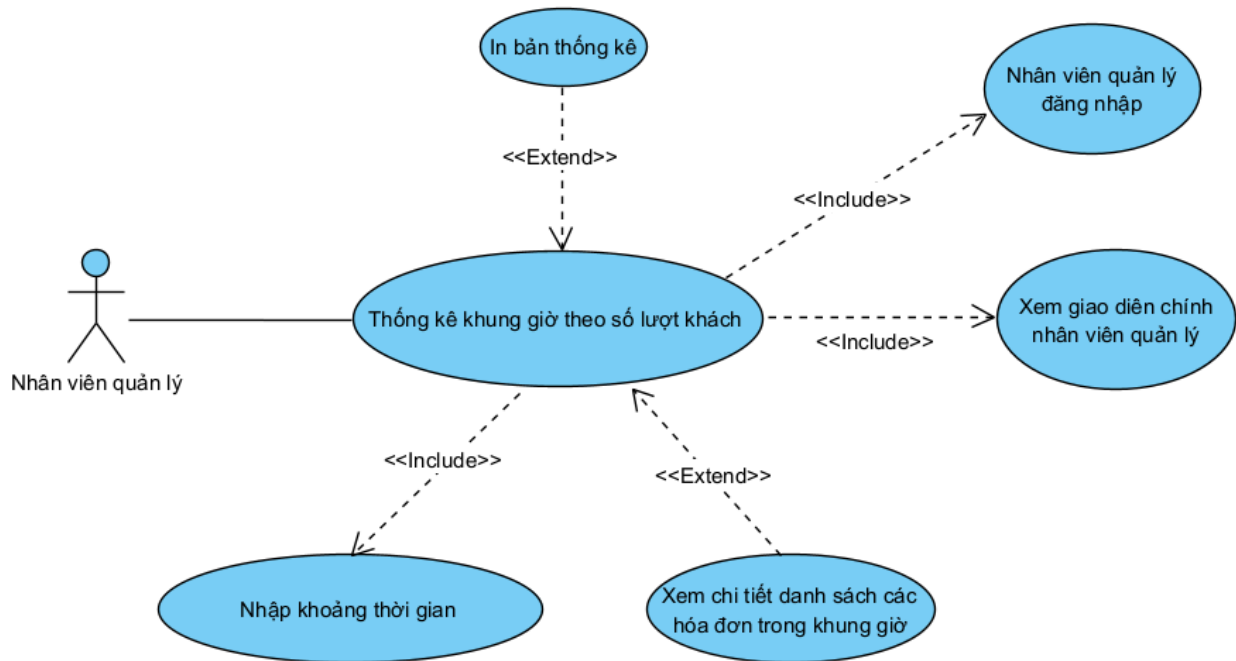 In bản thống kê
Nhân viên quản lý
đăng nhập
<<Extend>>
<<Include>>
Thống kê khung giờ theo số lượt khách
Xem giao diên chính
nhân viên quản lý
<<Include>>
Nhân viên quản lý
<<Include>>
<<Extend>>
Nhập khoảng thời gian
Xem chi tiết danh sách các
hóa đơn trong khung giờ